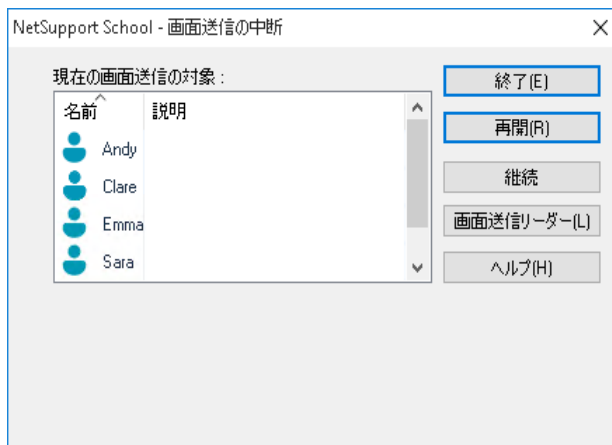 NetSupport School - 画面送信の中断
現在の画面送信の対象 :
名前 説明
Andy
Clare
Emma
Sara
終了(E)
再開(R)
継続
画面送信リーダー(L)
ヘルプ(H)